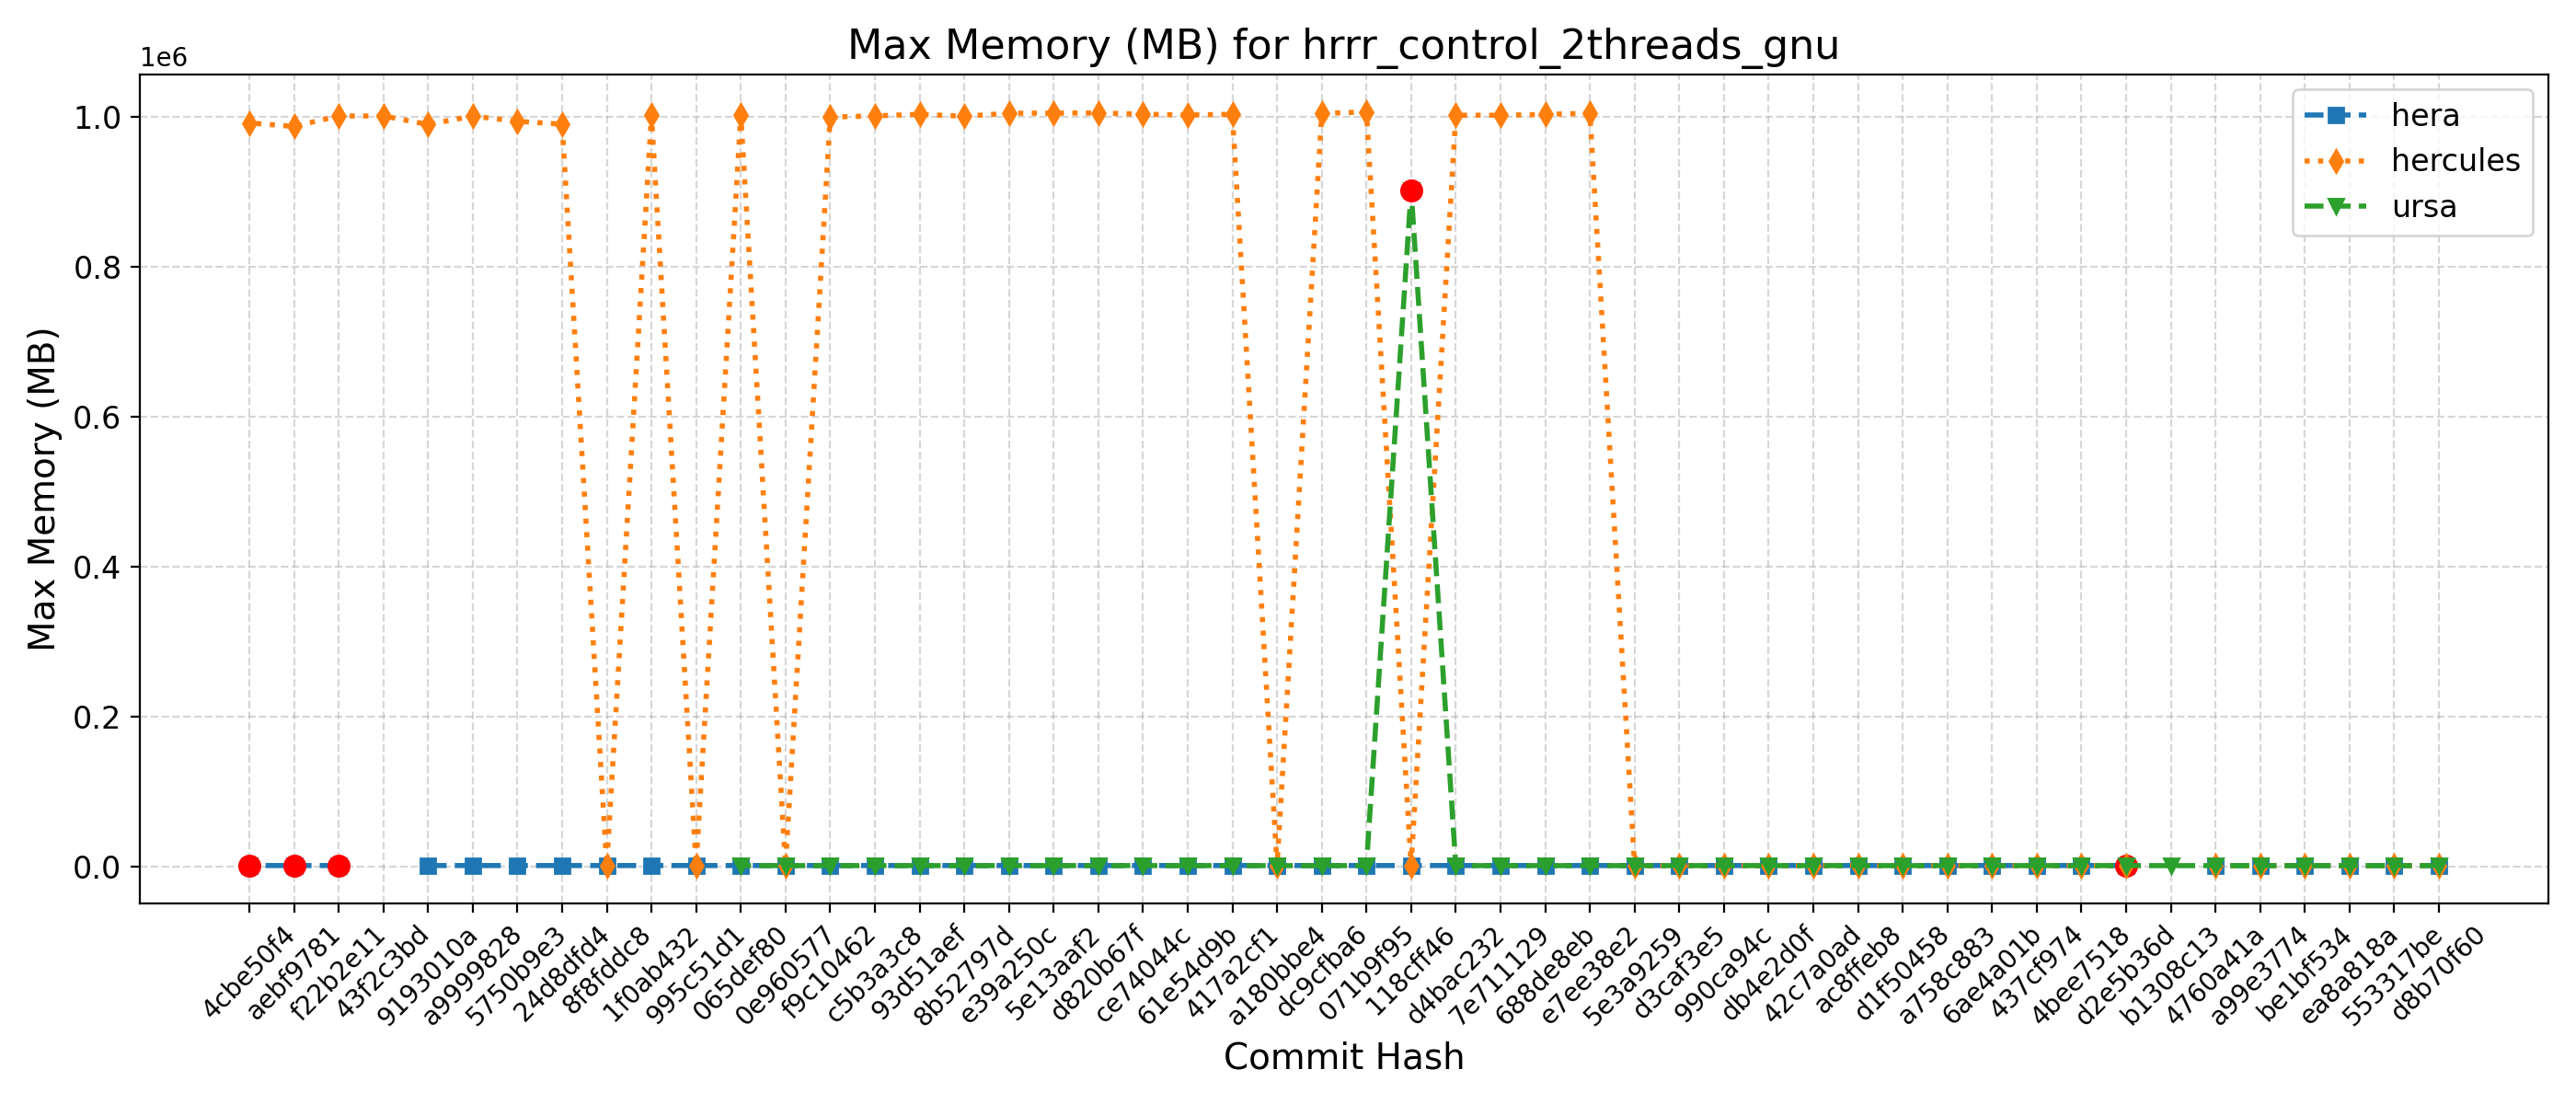 Max Memory (MB) for hrrr_control_2threads_gnu
1e6
1.0
0.8
0.6
0.4
0.2
0.0
Max Memory (MB)
hera
hercules
ursa
4cbe50f4
aebf9781
f22b2e11
43f2c3bd
9193010a
a9999828
5750b9e3
24d8dfd4
8f8fddc8
1f0ab432
995c51d1
065def80
0e960577
f9c10462
c5b3a3c8
93d51aef
8b52797d
e39a250c
5e13aaf2
d820b67f
ce74044c
61e54d9b
417a2cf1
a180bbe4
dc9cfba6
071b9f95
118cff46
d4bac232
7e711129
688de8eb
e7ee38e2
5e3a9259
d3caf3e5
990ca94c
db4e2d0f
42c7a0ad
ac8ffeb8
d1f50458
a758c883
6ae4a01b
437cf974
4bee7518
d2e5b36d
b1308c13
4760a41a
a99e3774
be1bf534
ea8a818a
553317be
d8b70f60
Commit Hash